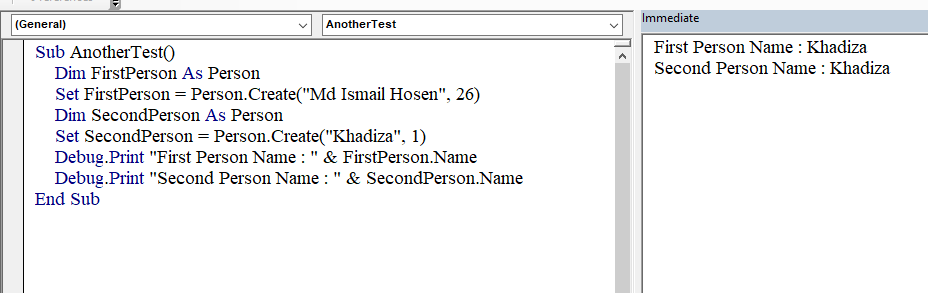 (General)
AnotherTest
Sub AnotherTest()
Dim FirstPerson As Person
Set FirstPerson = Person.Create("Md Ismail Hosen", 26)
Dim SecondPerson As Person
Set SecondPerson = Person.Create("Khadiza", 1)
Debug.Print "First Person Name : " & FirstPerson.Name
Debug.Print "Second Person Name : " & SecondPerson.Name
End Sub
Immediate
First Person Name : Khadiza
Second Person Name : Khadiza